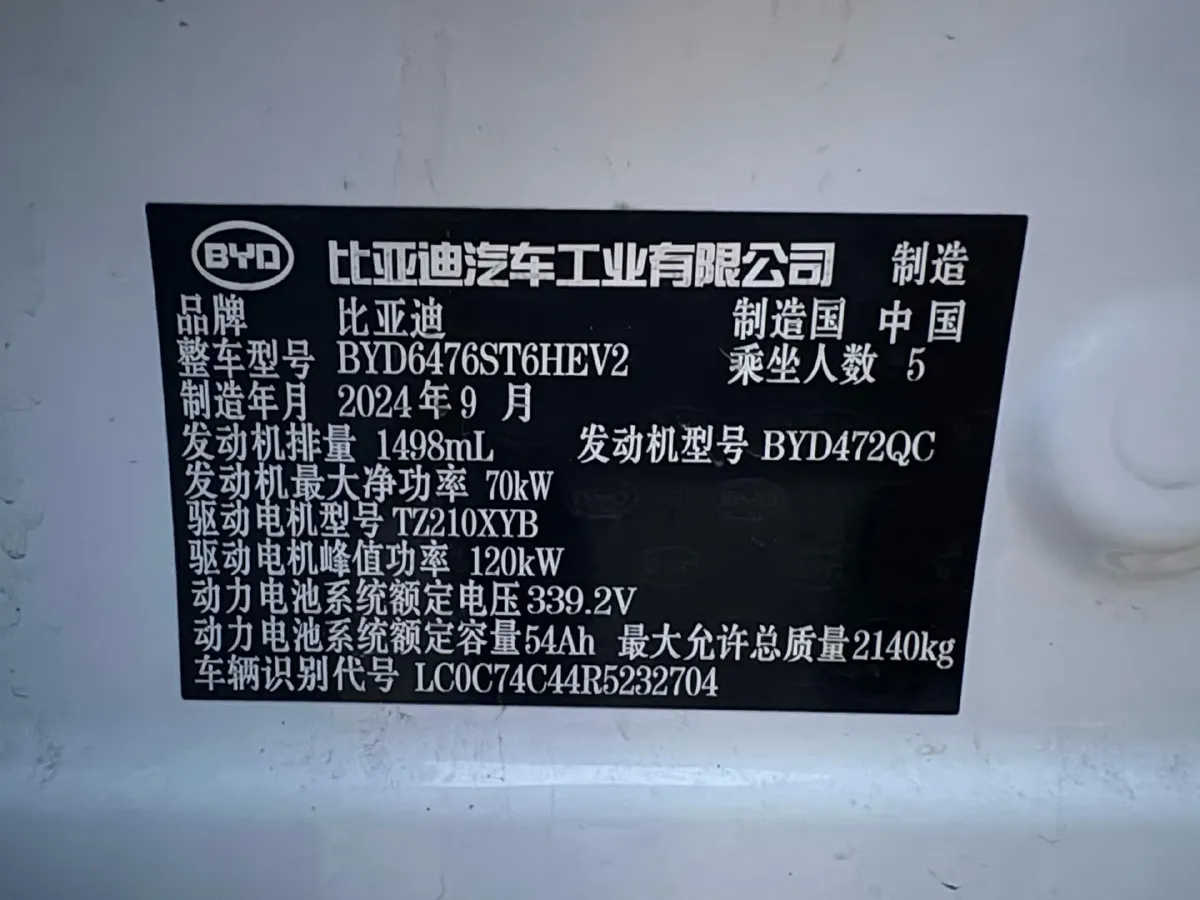 BYD 比亚迪汽车工业有限公司 制造
品牌 比亚迪 制造国 中国
整车型号 BYD6476ST6HEV2 乘坐人数 5
制造年月 2024年9月
发动机排量 1498mL 发动机型号 BYD472QC
发动机最大净功率 70kW
驱动电机型号 TZ210XYB
驱动电机峰值功率 120kW
动力电池系统额定电压 339.2V
动力电池系统额定容量 54Ah 最大允许总质量 2140kg
车辆识别代号 LC0C74C44R5232704